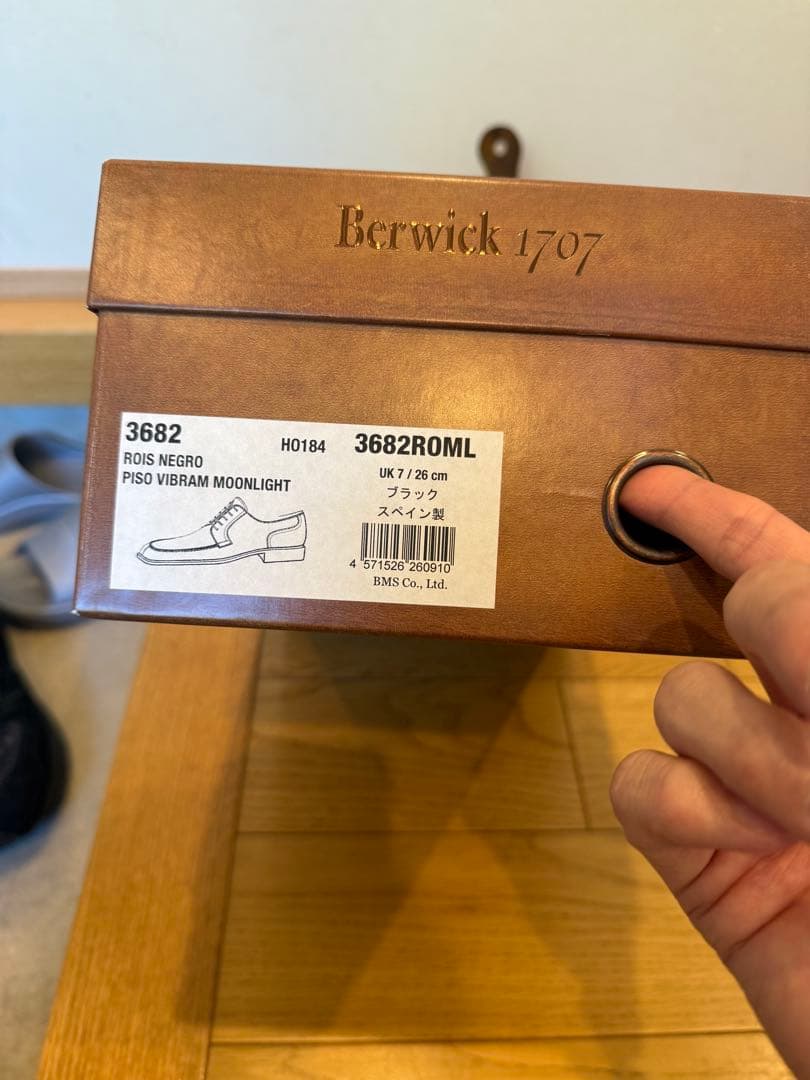 Berwick 1707
3682
H0184
3682ROML
ROIS NEGRO
PISO VIBRAM MOONLIGHT
UK 7 / 26 cm
ブラック
スペイン製
4 571526 260910
BMS Co., Ltd.